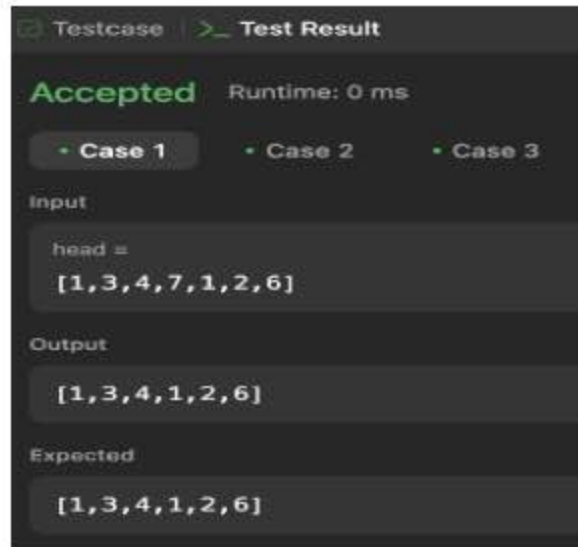 Testcase >_ Test Result
Accepted Runtime: 0 ms
• Case 1 • Case 2 • Case 3
Input
head =
[1,3,4,7,1,2,6]
Output
[1,3,4,1,2,6]
Expected
[1,3,4,1,2,6]